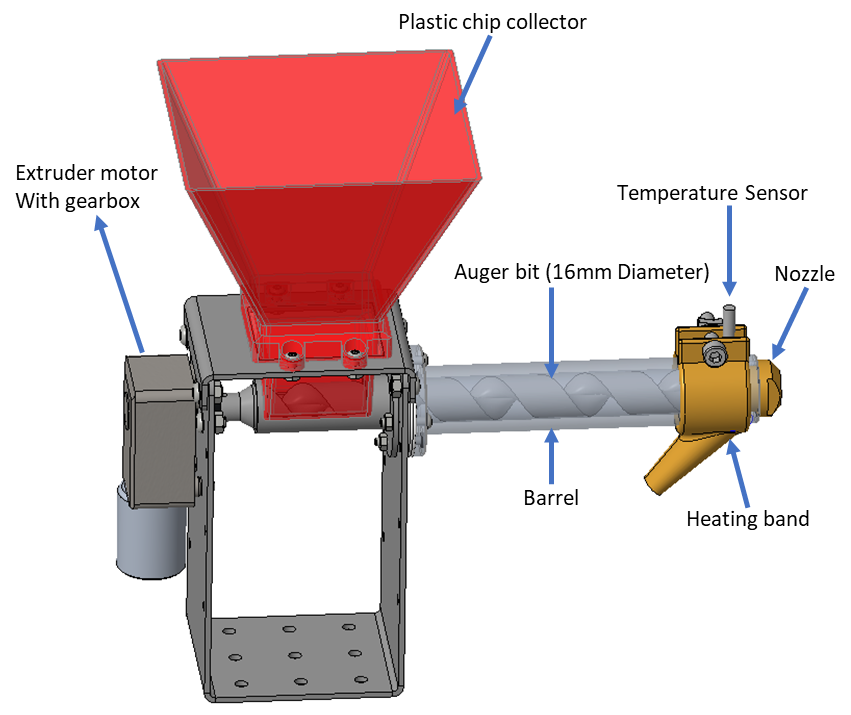 Plastic chip collector
Extruder motor
With gearbox
Temperature Sensor
Auger bit (16mm Diameter)
Nozzle
Barrel
Heating band